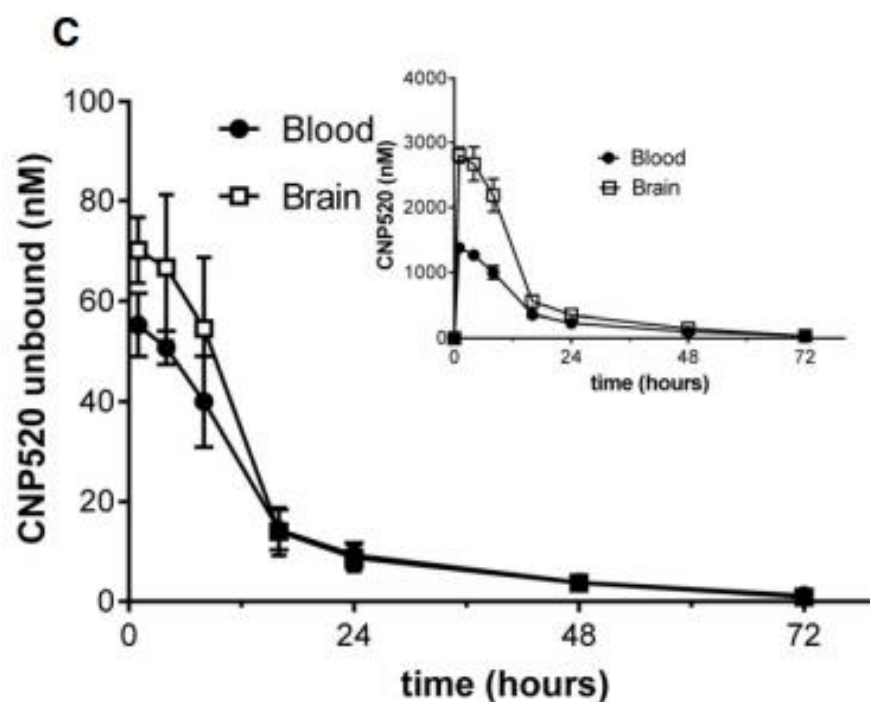 C
CNP520 unbound (nM)
100
80
60
40
20
0
Blood
Brain
0 24 48 72
time (hours)
CNP520 (nM)
4000
3000
2000
1000
0
Blood
Brain
0 24 48 72
time (hours)